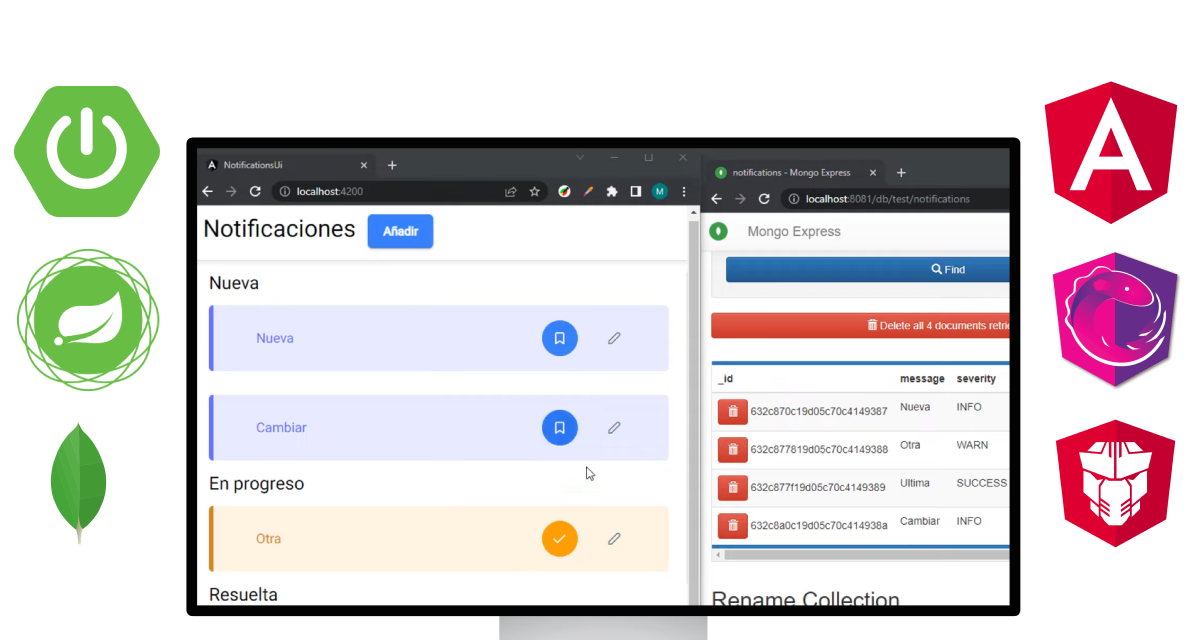 NotificationsUi
localhost:4200
M
Notificaciones
Añadir
Nueva
Nueva
Cambiar
En progreso
Otra
Resuelta
notifications - Mongo Express
localhost:8081/db/test/notifications
Mongo Express
Find
Delete all 4 documents retrie
_id message severity
632c870c19d05c70c4149387 Nueva INFO
632c877819d05c70c4149388 Otra WARN
632c877f19d05c70c4149389 Ultima SUCCESS
632c8a0c19d05c70c414938a Cambiar INFO
Rename Collection